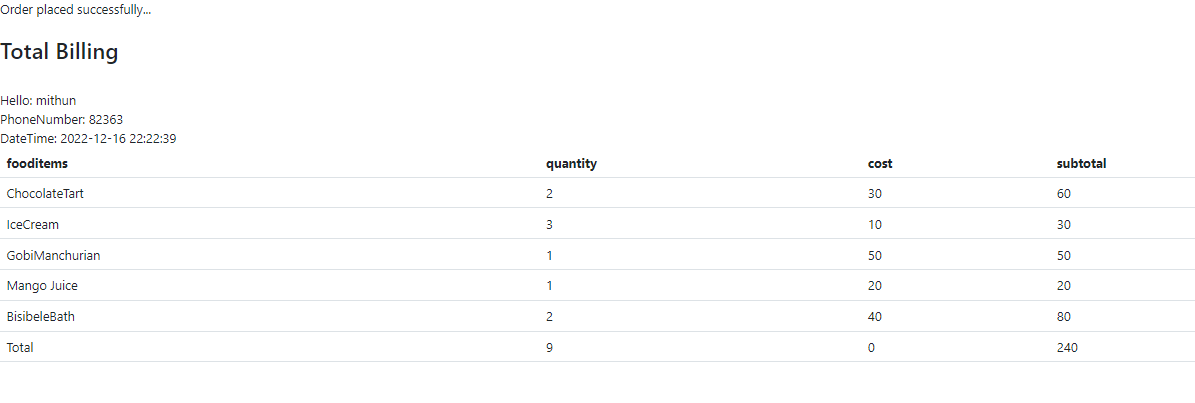 Order placed successfully...
Total Billing
Hello: mithun
PhoneNumber: 82363
DateTime: 2022-12-16 22:22:39
fooditems quantity cost subtotal
ChocolateTart 2 30 60
IceCream 3 10 30
GobiManchurian 1 50 50
Mango Juice 1 20 20
BisibeleBath 2 40 80
Total 9 0 240